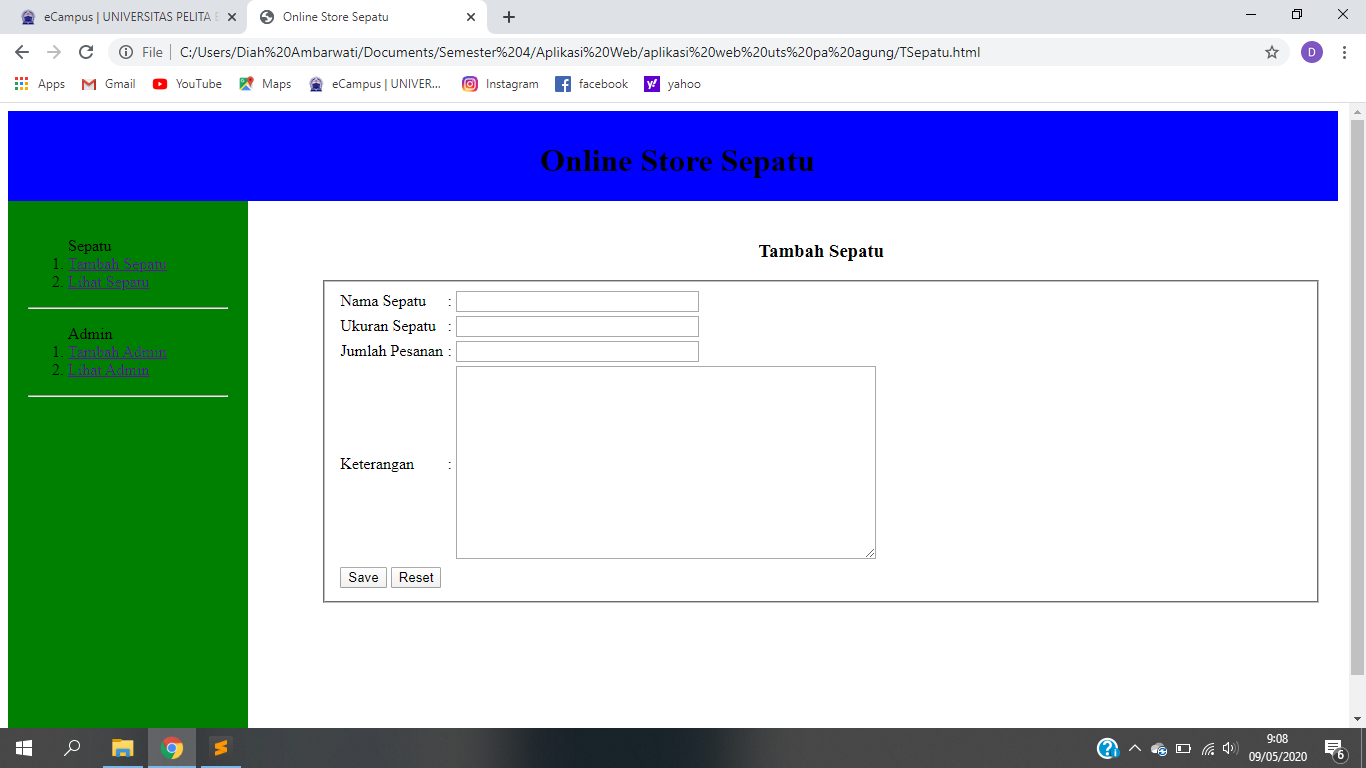 eCampus | UNIVERSITAS PELITA
Online Store Sepatu
File
C:/Users/Diah%20Ambarwati/Documents/Semester%204/Aplikasi%20Web/aplikasi%20web%20uts%20pa%20agung/TSepatu.html
D
Apps
Gmail
YouTube
Maps
eCampus | UNIVER...
Instagram
facebook
yahoo
Online Store Sepatu
Sepatu
1. Tambah Sepatu
2. Lihat Sepatu
Admin
1. Tambah Admin
2. Lihat Admin
Tambah Sepatu
Nama Sepatu :
Ukuran Sepatu :
Jumlah Pesanan :
Keterangan :
Save Reset
9:08
09/05/2020
6